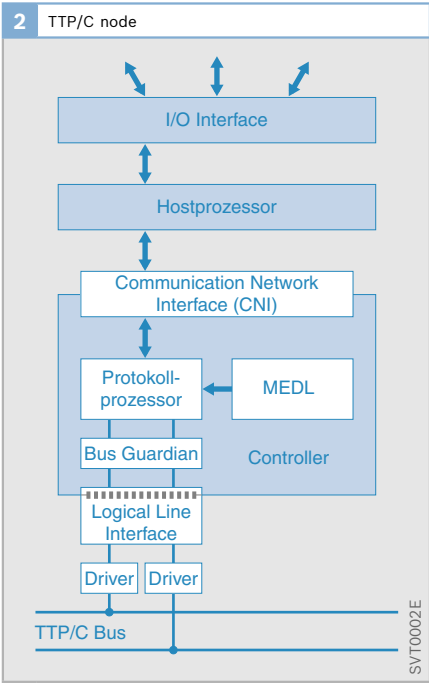 2 TTP/C node
I/O Interface
Hostprozessor
Communication Network
Interface (CNI)
Protokoll-
prozessor
MEDL
Bus Guardian
Controller
Logical Line
Interface
Driver
Driver
TTP/C Bus
SVT0002E